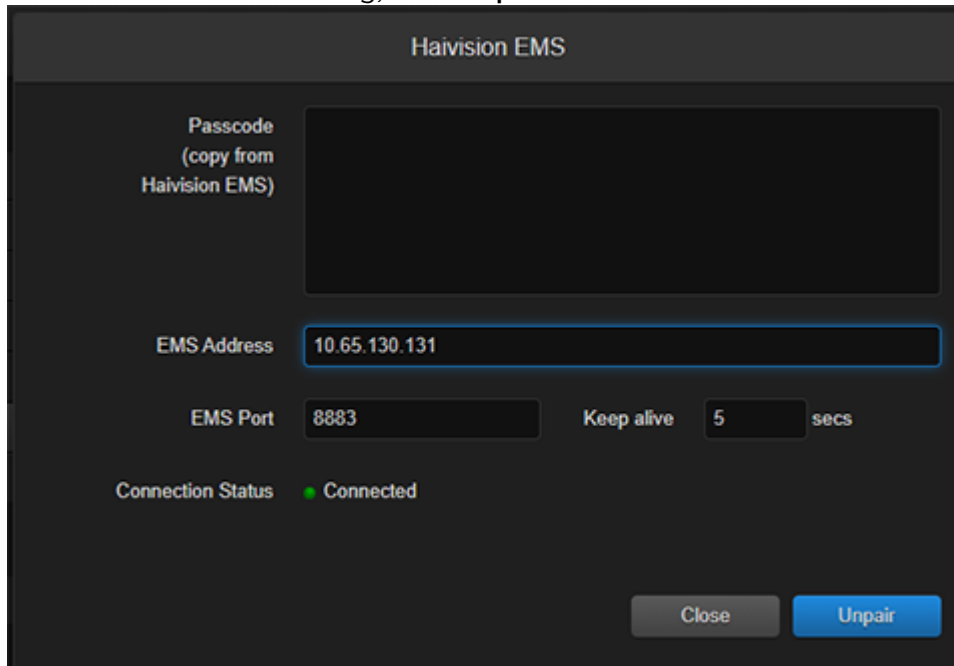 Haivision EMS
Passcode
(copy from
Haivision EMS)
EMS Address 10.65.130.131
EMS Port 8883 Keep alive 5 secs
Connection Status Connected
Close Unpair